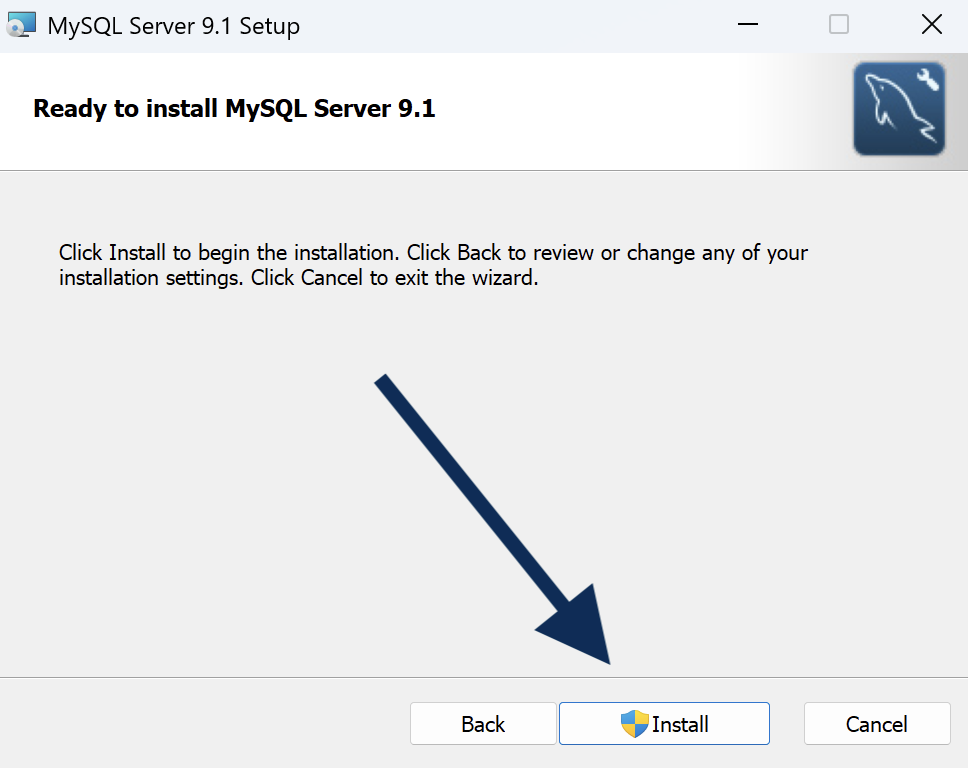 MySQL Server 9.1 Setup
Ready to install MySQL Server 9.1
Click Install to begin the installation. Click Back to review or change any of your
installation settings. Click Cancel to exit the wizard.
Back
Install
Cancel